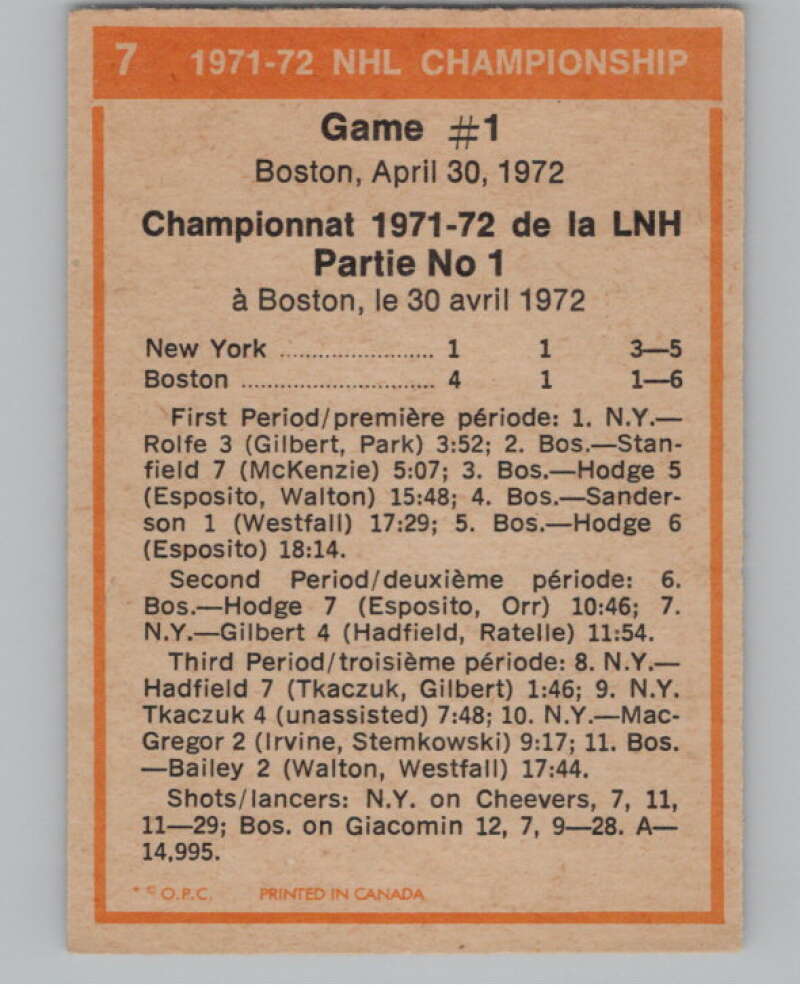 7 1971-72 NHL CHAMPIONSHIP
Game #1
Boston, April 30, 1972
Championnat 1971-72 de la LNH
Partie No 1
à Boston, le 30 avril 1972
New York ........................ 1 1 3—5
Boston .............................. 4 1 1—6
First Period/première période: 1. N.Y.—
Rolfe 3 (Gilbert, Park) 3:52; 2. Bos.—Stan-
field 7 (McKenzie) 5:07; 3. Bos.—Hodge 5
(Esposito, Walton) 15:48; 4. Bos.—Sander-
son 1 (Westfall) 17:29; 5. Bos.—Hodge 6
(Esposito) 18:14.
Second Period/deuxième période: 6.
Bos.—Hodge 7 (Esposito, Orr) 10:46; 7.
N.Y.—Gilbert 4 (Hadfield, Ratelle) 11:54.
Third Period/troisième période: 8. N.Y.—
Hadfield 7 (Tkaczuk, Gilbert) 1:46; 9. N.Y.
Tkaczuk 4 (unassisted) 7:48; 10. N.Y.—Mac-
Gregor 2 (Irvine, Stemkowski) 9:17; 11. Bos.
—Bailey 2 (Walton, Westfall) 17:44.
Shots/lancers: N.Y. on Cheevers, 7, 11,
11—29; Bos. on Giacomin 12, 7, 9—28. A—
14,995.
* © O.P.C. PRINTED IN CANADA